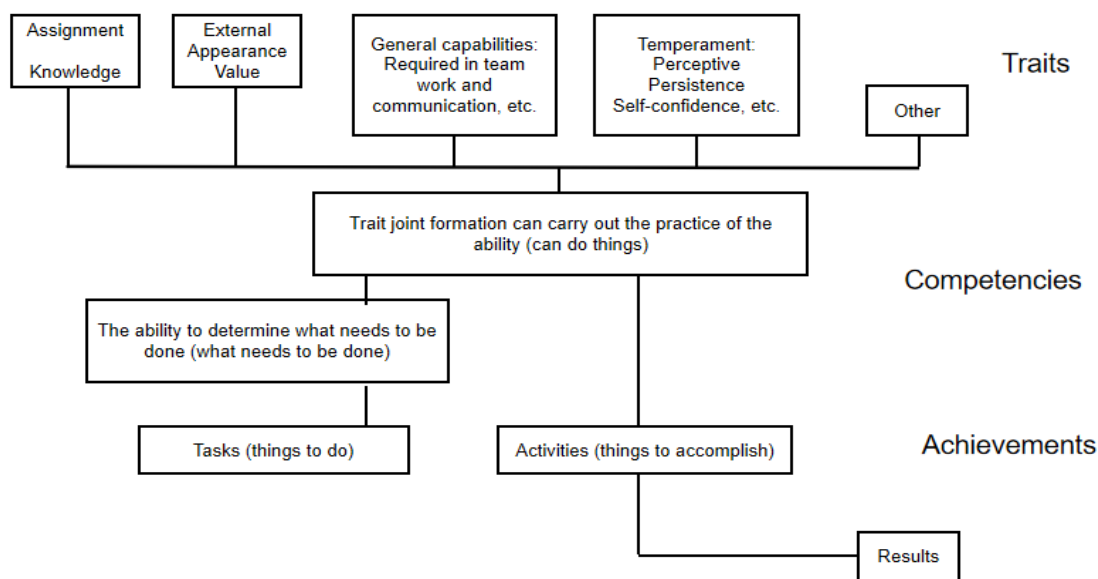 Assignment
Knowledge
External
Appearance
Value
General capabilities:
Required in team
work and
communication, etc.
Temperament:
Perceptive
Persistence
Self-confidence, etc.
Other
Traits
Trait joint formation can carry out the practice of the
ability (can do things)
Competencies
The ability to determine what needs to be
done (what needs to be done)
Tasks (things to do)
Activities (things to accomplish)
Achievements
Results